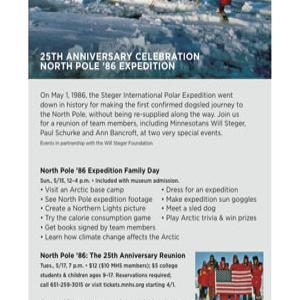 25TH ANNIVERSARY CELEBRATION
NORTH POLE '86 EXPEDITION
On May 1, 1986, the Steger International Polar Expedition went
down in history for making the first confirmed dogsled journey to
the North Pole, without being re-supplied along the way. Join us
for a reunion of team members, including Minnesotans Will Steger,
Paul Schurke and Ann Bancroft, at two very special events.
Events in partnership with the Will Steger Foundation.
North Pole '86 Expedition Family Day
Sun., 5/15, 12-4 p.m. • Included with museum admission.
• Visit an Arctic base camp
• See North Pole expedition footage
• Create a Northern Lights picture
• Try the calorie consumption game
• Get books signed by team members
• Learn how climate change affects the Arctic
• Dress for an expedition
• Make expedition sun goggles
• Meet a sled dog
• Play Arctic trivia & win prizes
North Pole '86: The 25th Anniversary Reunion
Tues., 5/17, 7 p.m. • $12 ($10 MHS members); $5 college
students & children ages 9-17. Reservations required;
call 651-259-3015 or visit tickets.mnhs.org starting 4/1.